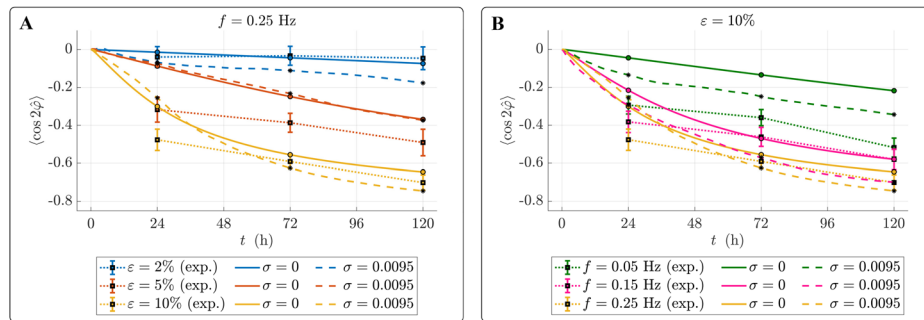 A
f = 0.25 Hz
0
-0.2
-0.4
-0.6
-0.8
⟨cos 2φ̂⟩
0 24 48 72 96 120
t (h)
ε = 2% (exp.) σ = 0 σ = 0.0095
ε = 5% (exp.) σ = 0 σ = 0.0095
ε = 10% (exp.) σ = 0 σ = 0.0095
B
ε = 10%
0
-0.2
-0.4
-0.6
-0.8
⟨cos 2φ̂⟩
0 24 48 72 96 120
t (h)
f = 0.05 Hz (exp.) σ = 0 σ = 0.0095
f = 0.15 Hz (exp.) σ = 0 σ = 0.0095
f = 0.25 Hz (exp.) σ = 0 σ = 0.0095